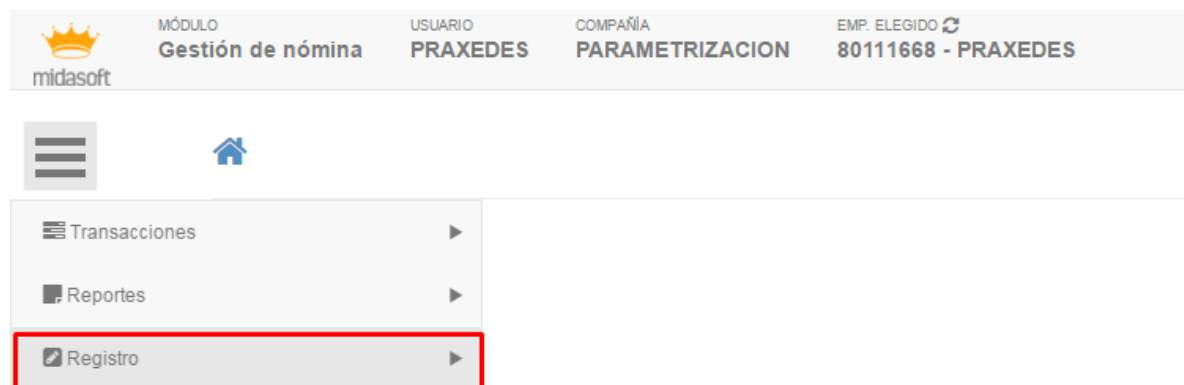 midasoft
MÓDULO
Gestión de nómina
USUARIO
PRAXEDES
COMPAÑÍA
PARAMETRIZACION
EMP. ELEGIDO
80111668 - PRAXEDES
Transacciones
Reportes
Registro